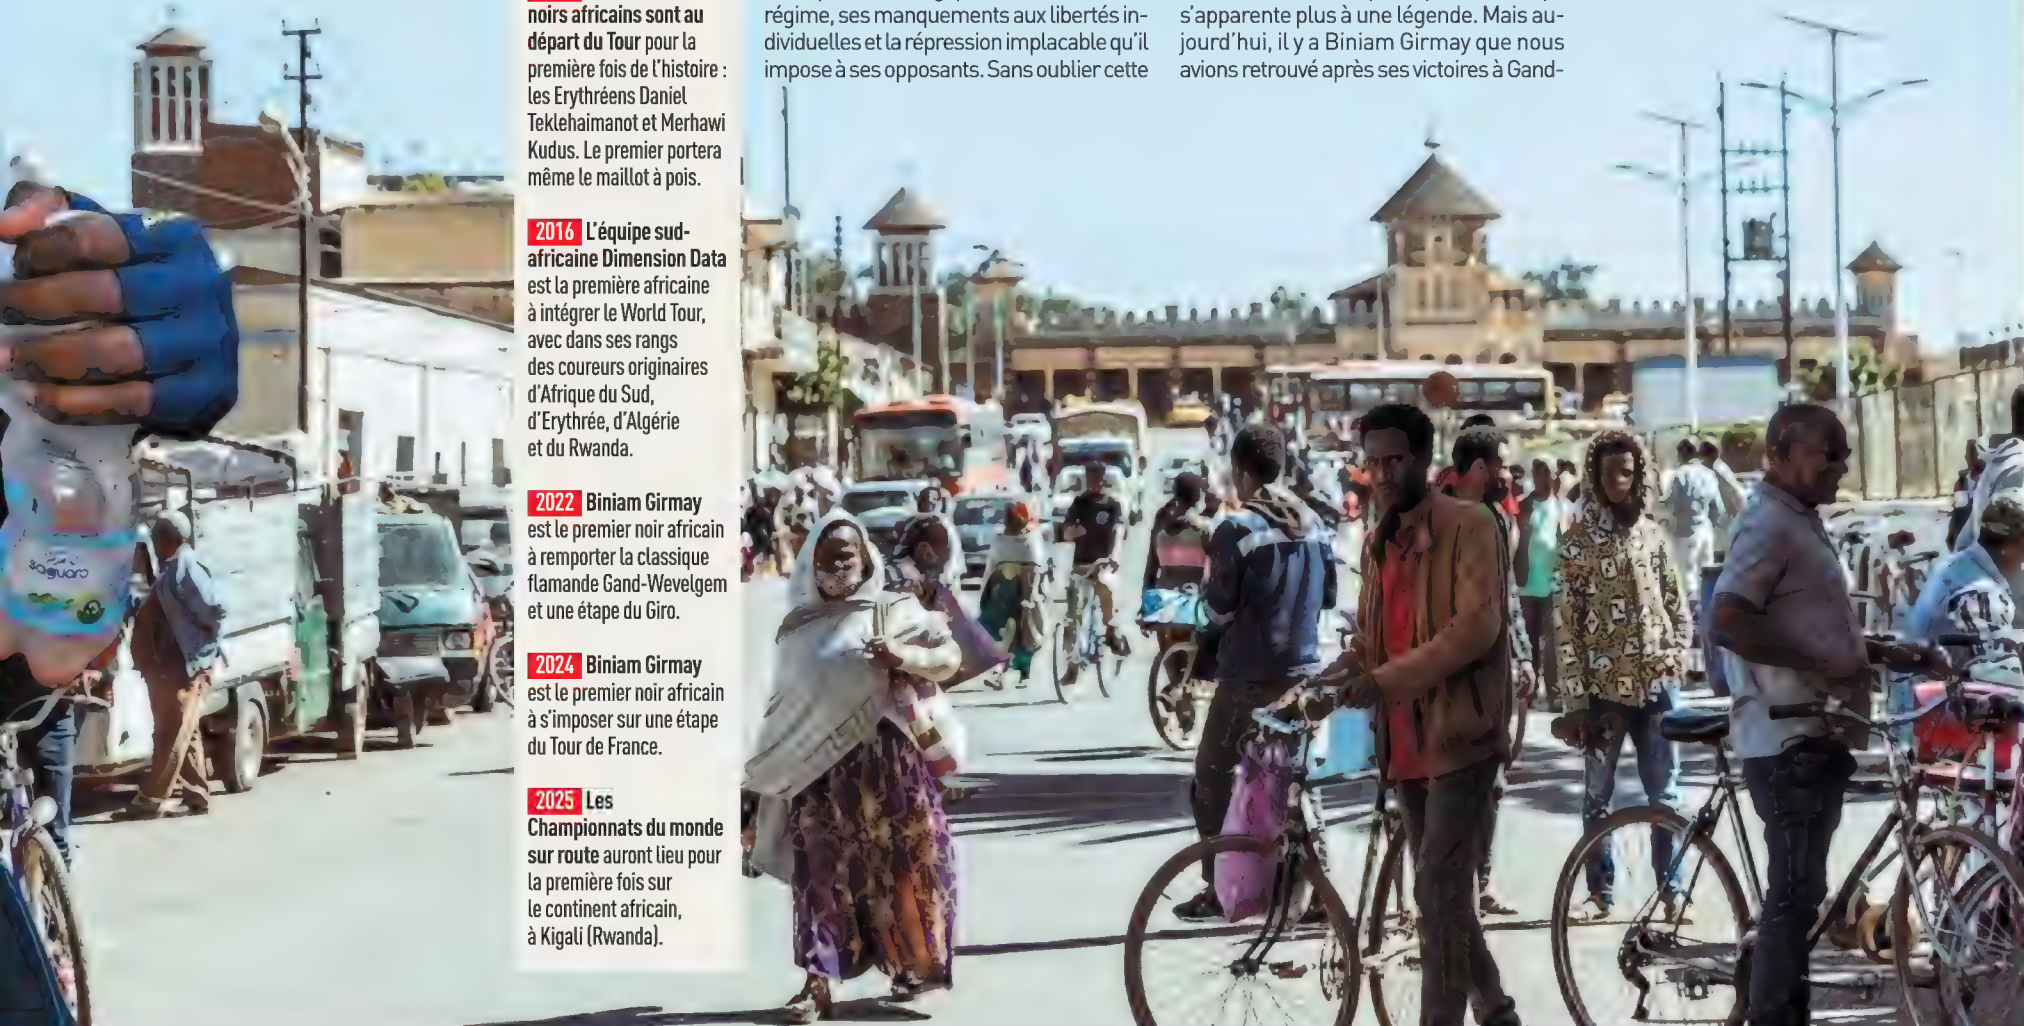 noirs africains sont au
départ du Tour pour la
première fois de l'histoire :
les Erythréens Daniel
Teklehaimanot et Merhawi
Kudus. Le premier portera
même le maillot à pois.
2016 L'équipe sud-
africaine Dimension Data
est la première africaine
à intégrer le World Tour,
avec dans ses rangs
des coureurs originaires
d'Afrique du Sud,
d'Erythrée, d'Algérie
et du Rwanda.
2022 Biniam Girmay
est le premier noir africain
à remporter la classique
flamande Gand-Wevelgem
et une étape du Giro.
2024 Biniam Girmay
est le premier noir africain
à s'imposer sur une étape
du Tour de France.
2025 Les
Championnats du monde
sur route auront lieu pour
la première fois sur
le continent africain,
à Kigali (Rwanda).
régime, ses manquements aux libertés in-
dividuelles et la répression implacable qu'il
impose à ses opposants. Sans oublier cette
s'apparente plus à une légende. Mais au-
jourd'hui, il y a Biniam Girmay que nous
avions retrouvé après ses victoires à Gand-
saguaro